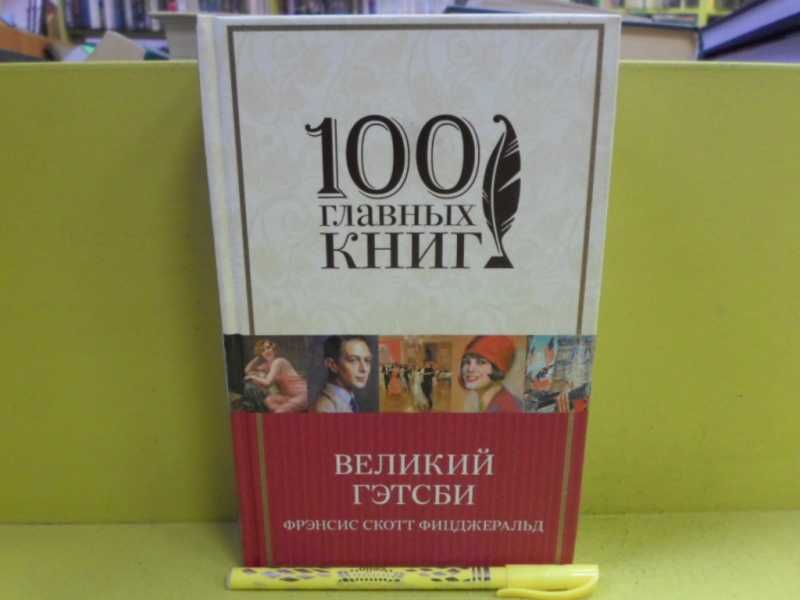 100
ГЛАВНЫХ
КНИГ
ВЕЛИКИЙ
ГЭТСБИ
ФРЭНСИС СКОТТ ФИЦДЖЕРАЛЬД